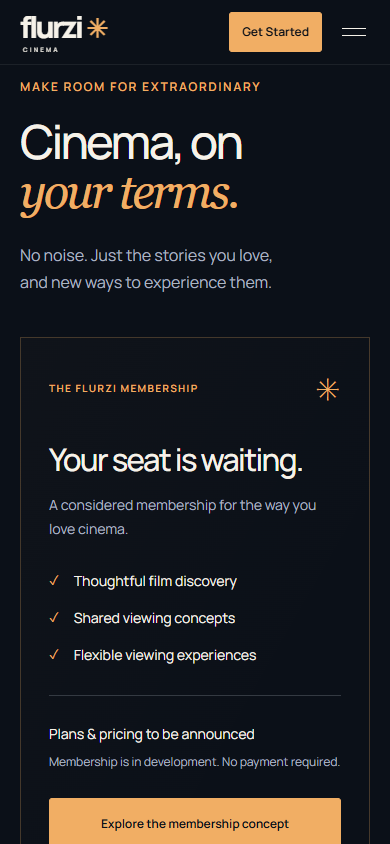 flurzi
CINEMA
Get Started
MAKE ROOM FOR EXTRAORDINARY
Cinema, on
your terms.
No noise. Just the stories you love,
and new ways to experience them.
THE FLURZI MEMBERSHIP
Your seat is waiting.
A considered membership for the way you
love cinema.
✓ Thoughtful film discovery
✓ Shared viewing concepts
✓ Flexible viewing experiences
Plans & pricing to be announced
Membership is in development. No payment required.
Explore the membership concept